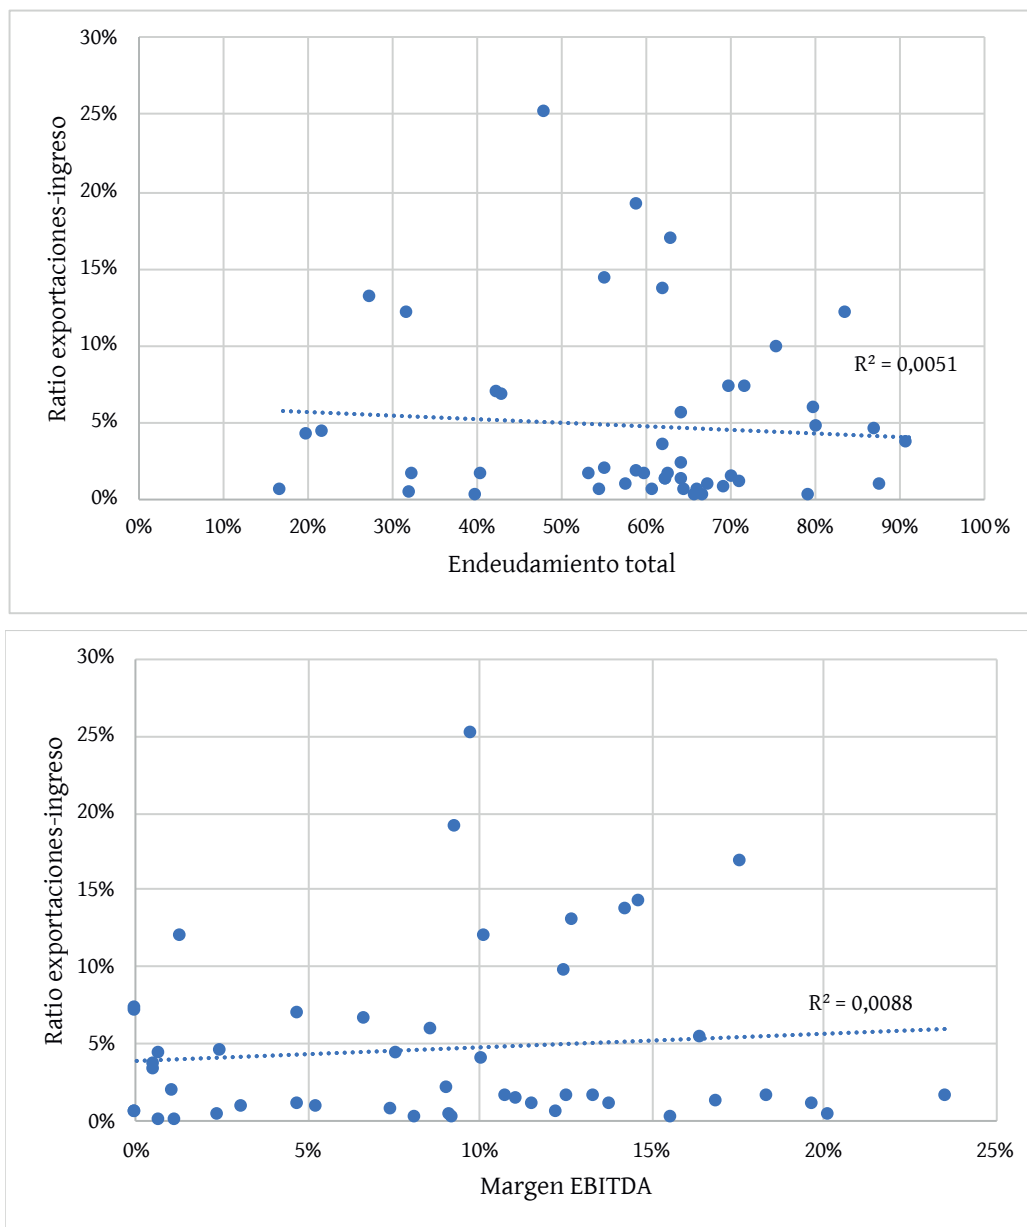 30%
25%
20%
15%
10%
5%
0%
Ratio exportaciones-ingreso
R² = 0,0051
0% 10% 20% 30% 40% 50% 60% 70% 80% 90% 100%
Endeudamiento total
30%
25%
20%
15%
10%
5%
0%
Ratio exportaciones-ingreso
R² = 0,0088
0% 5% 10% 15% 20% 25%
Margen EBITDA